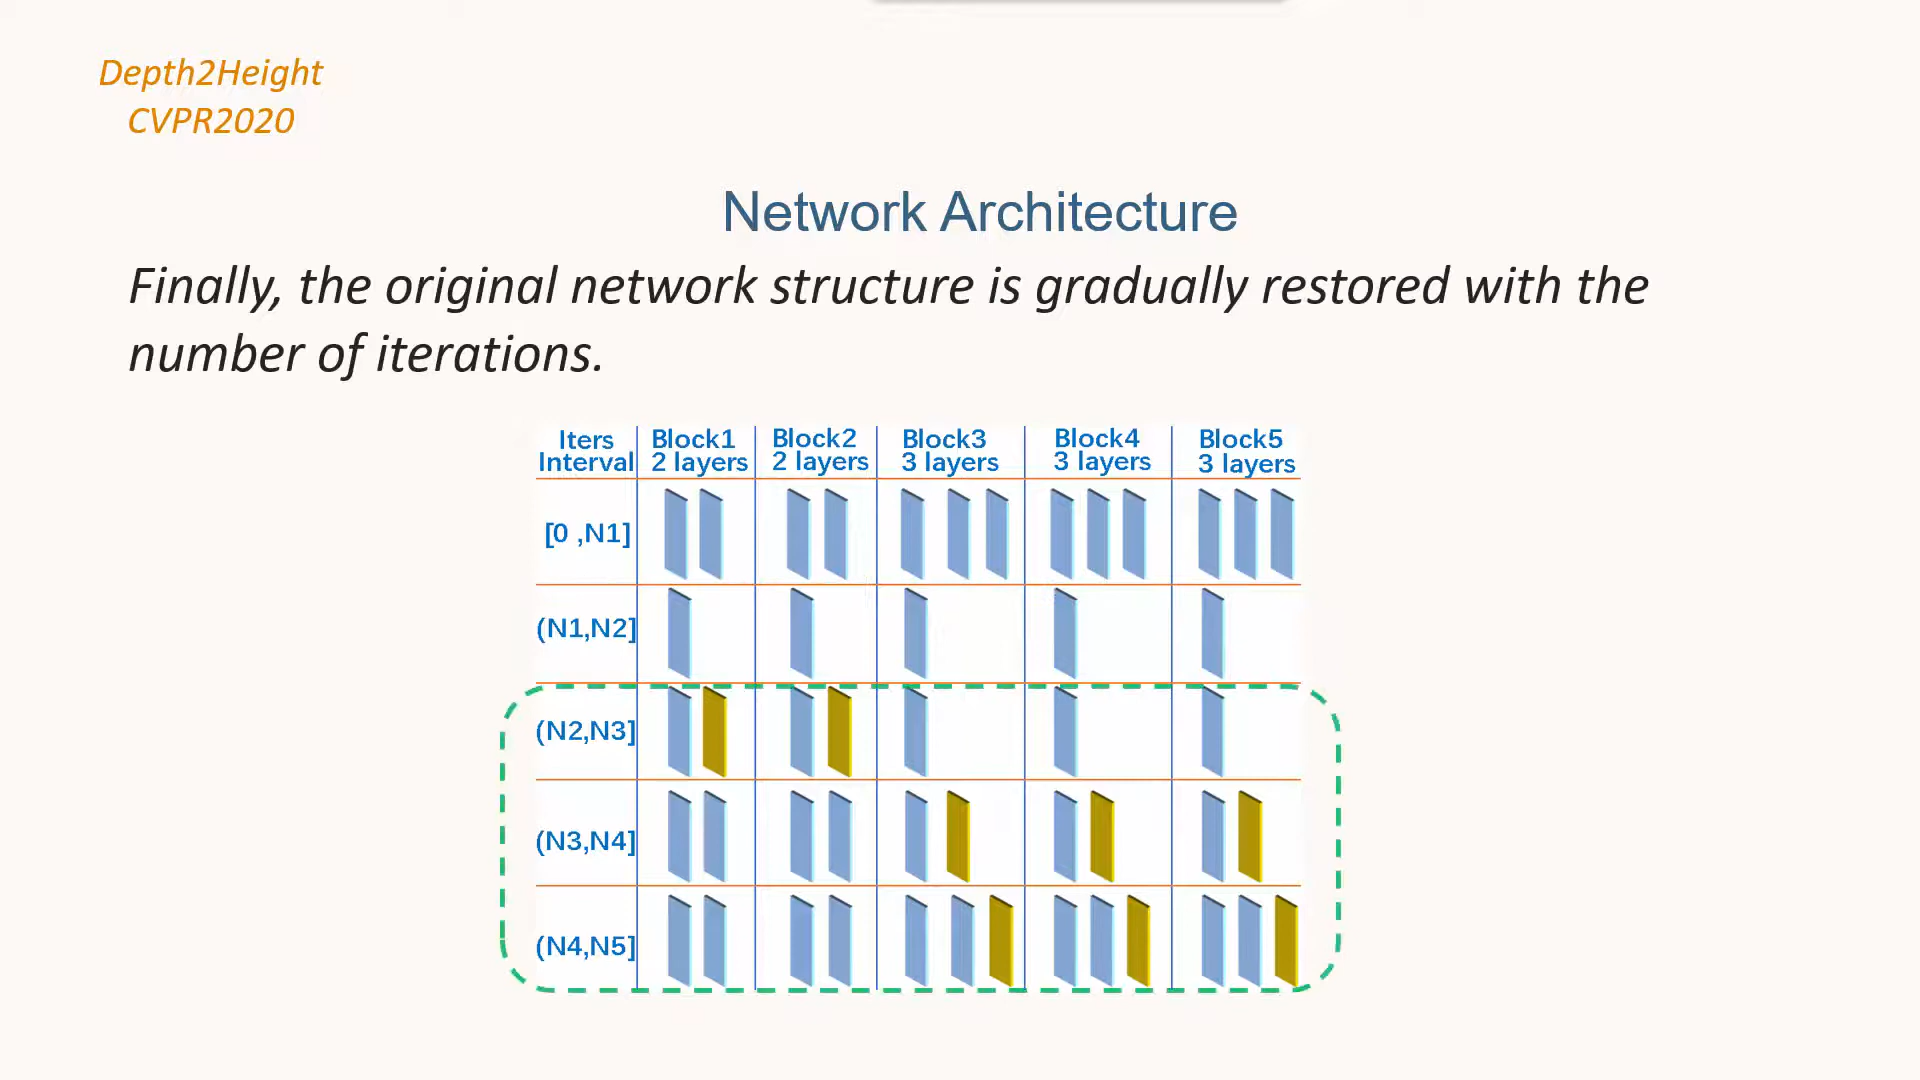 Depth2Height
CVPR2020
Network Architecture
Finally, the original network structure is gradually restored with the
number of iterations.
Iters Interval Block1 2 layers Block2 2 layers Block3 3 layers Block4 3 layers Block5 3 layers
[0 ,N1]
(N1,N2]
(N2,N3]
(N3,N4]
(N4,N5]